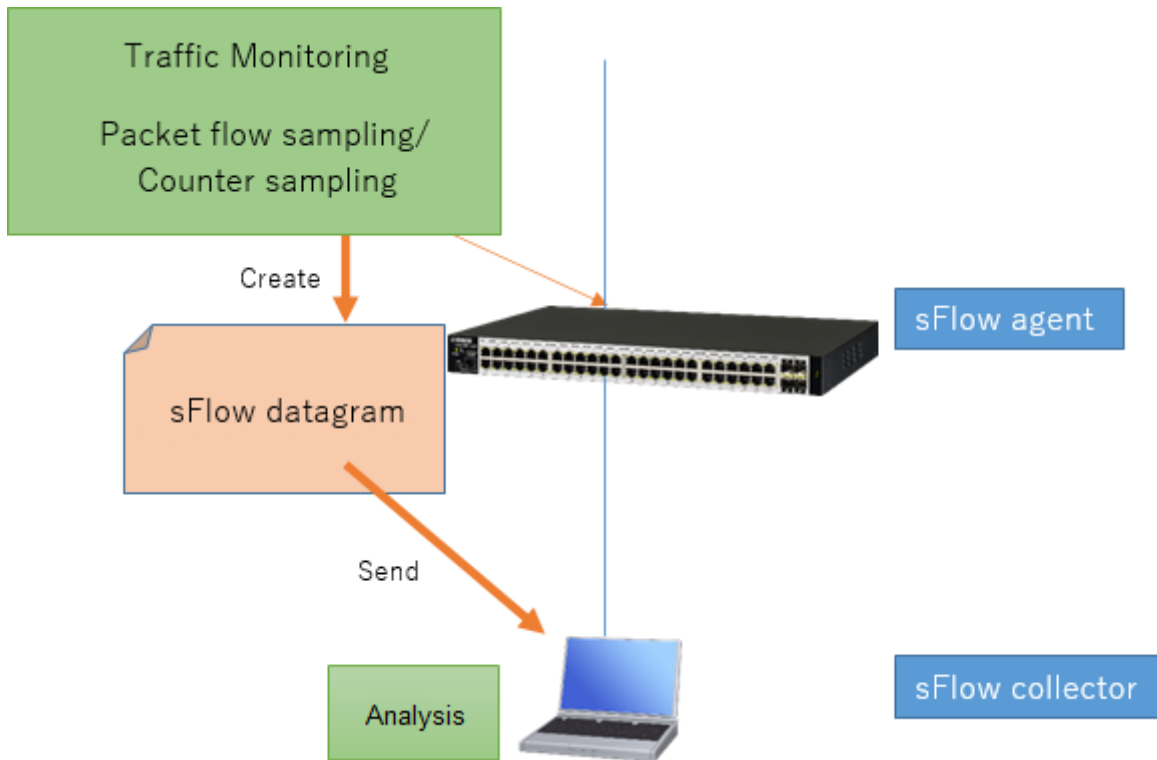 Traffic Monitoring
Packet flow sampling/
Counter sampling
Create
sFlow agent
sFlow datagram
Send
Analysis
sFlow collector